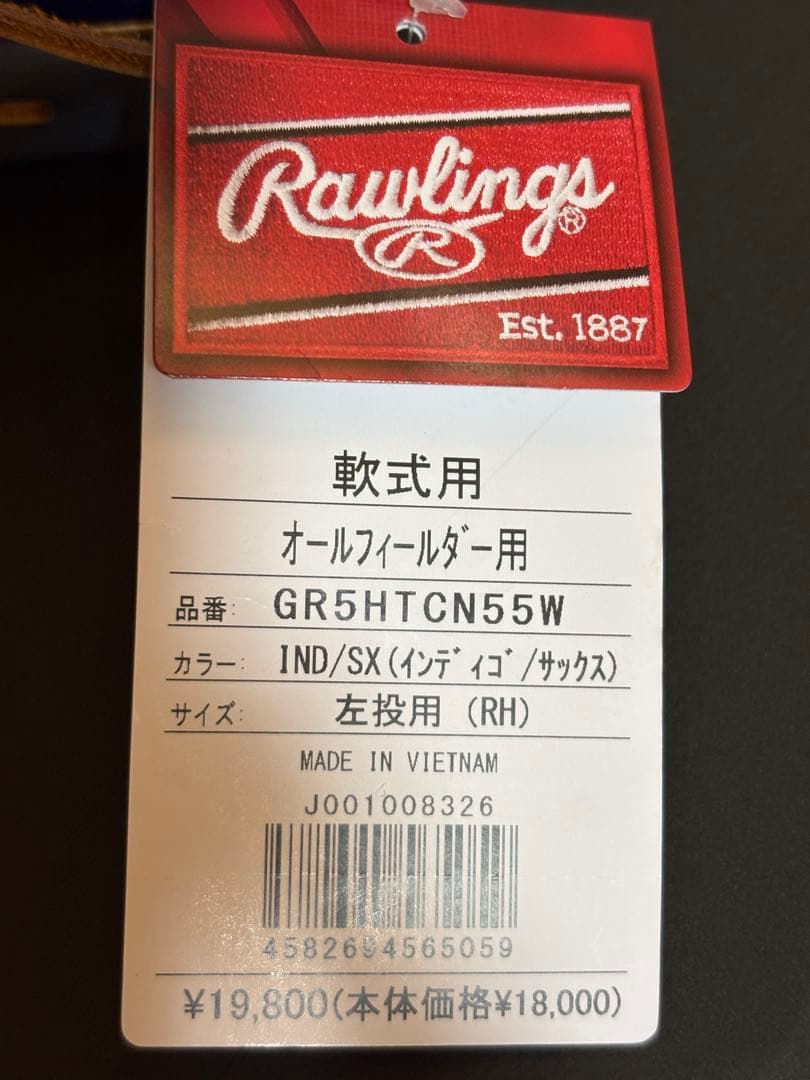 Rawlings®
R
Est. 1887
軟式用
オールフィールダー用
品番: GR5HTCN55W
カラー: IND/SX(インディゴ/サックス)
サイズ: 左投用 (RH)
MADE IN VIETNAM
J001008326
4582694565059
¥19,800(本体価格¥18,000)